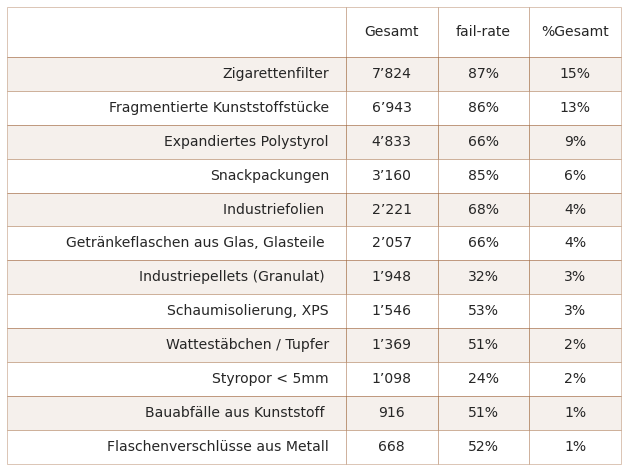 Gesamt fail-rate %Gesamt
Zigarettenfilter 7’824 87% 15%
Fragmentierte Kunststoffstücke 6’943 86% 13%
Expandiertes Polystyrol 4’833 66% 9%
Snackpackungen 3’160 85% 6%
Industriefolien 2’221 68% 4%
Getränkeflaschen aus Glas, Glasteile 2’057 66% 4%
Industriepellets (Granulat) 1’948 32% 3%
Schaumisolierung, XPS 1’546 53% 3%
Wattestäbchen / Tupfer 1’369 51% 2%
Styropor < 5mm 1’098 24% 2%
Bauabfälle aus Kunststoff 916 51% 1%
Flaschenverschlüsse aus Metall 668 52% 1%